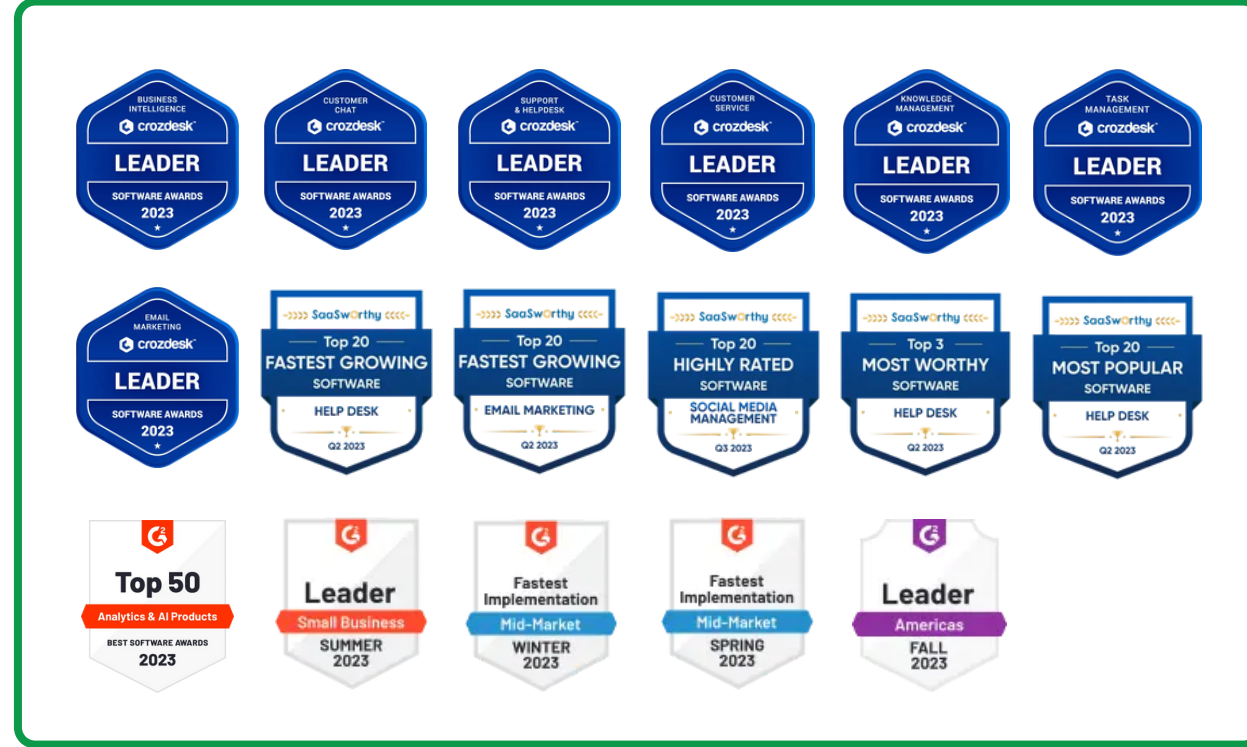 BUSINESS
INTELLIGENCE
crozdesk
LEADER
SOFTWARE AWARDS
2023
CUSTOMER
CHAT
crozdesk
LEADER
SOFTWARE AWARDS
2023
SUPPORT
& HELPDESK
crozdesk
LEADER
SOFTWARE AWARDS
2023
CUSTOMER
SERVICE
crozdesk
LEADER
SOFTWARE AWARDS
2023
KNOWLEDGE
MANAGEMENT
crozdesk
LEADER
SOFTWARE AWARDS
2023
TASK
MANAGEMENT
crozdesk
LEADER
SOFTWARE AWARDS
2023
EMAIL
MARKETING
crozdesk
LEADER
SOFTWARE AWARDS
2023
SaaSworthy
Top 20
FASTEST GROWING
SOFTWARE
HELP DESK
Q2 2023
SaaSworthy
Top 20
FASTEST GROWING
SOFTWARE
EMAIL MARKETING
Q2 2023
SaaSworthy
Top 20
HIGHLY RATED
SOFTWARE
SOCIAL MEDIA
MANAGEMENT
Q3 2023
SaaSworthy
Top 3
MOST WORTHY
SOFTWARE
HELP DESK
Q2 2023
SaaSworthy
Top 20
MOST POPULAR
SOFTWARE
HELP DESK
Q2 2023
G2
Top 50
Analytics & AI Products
BEST SOFTWARE AWARDS
2023
G2
Leader
Small Business
SUMMER
2023
G2
Fastest
Implementation
Mid-Market
WINTER
2023
G2
Fastest
Implementation
Mid-Market
SPRING
2023
G2
Leader
Americas
FALL
2023